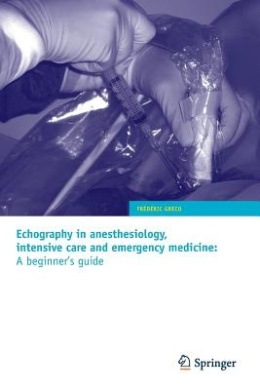 FRÉDÉRIC GRECO
Echography in anesthesiology,
intensive care and emergency medicine:
A beginner's guide
Springer